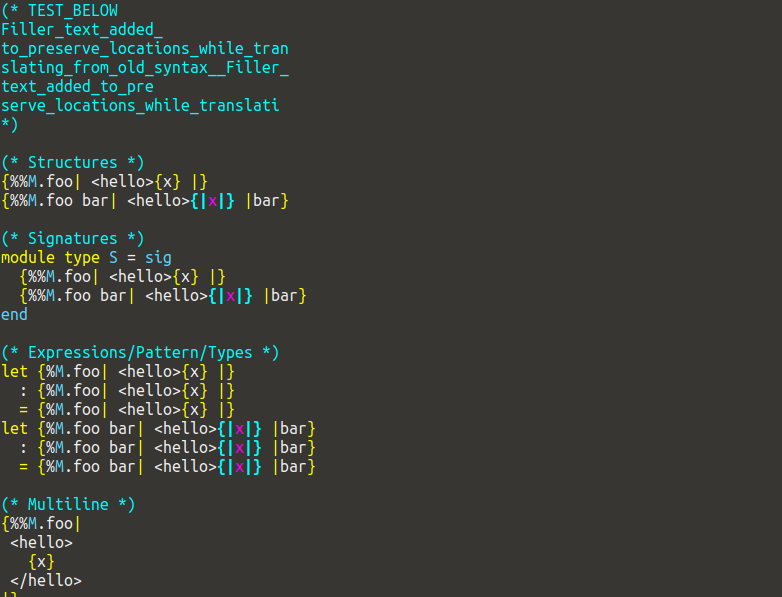 (* TEST_BELOW
Filler_text_added_
to_preserve_locations_while_tran
slating_from_old_syntax__Filler_
text_added_to_pre
serve_locations_while_translati
*)

(* Structures *)
{%%M.foo| <hello>{x} |}
{%%M.foo bar| <hello>{|x|} |bar}

(* Signatures *)
module type S = sig
  {%%M.foo| <hello>{x} |}
  {%%M.foo bar| <hello>{|x|} |bar}
end

(* Expressions/Pattern/Types *)
let {%M.foo| <hello>{x} |}
  : {%M.foo| <hello>{x} |}
  = {%M.foo| <hello>{x} |}
let {%M.foo bar| <hello>{|x|} |bar}
  : {%M.foo bar| <hello>{|x|} |bar}
  = {%M.foo bar| <hello>{|x|} |bar}

(* Multiline *)
{%%M.foo|
 <hello>
   {x}
 </hello>
|}